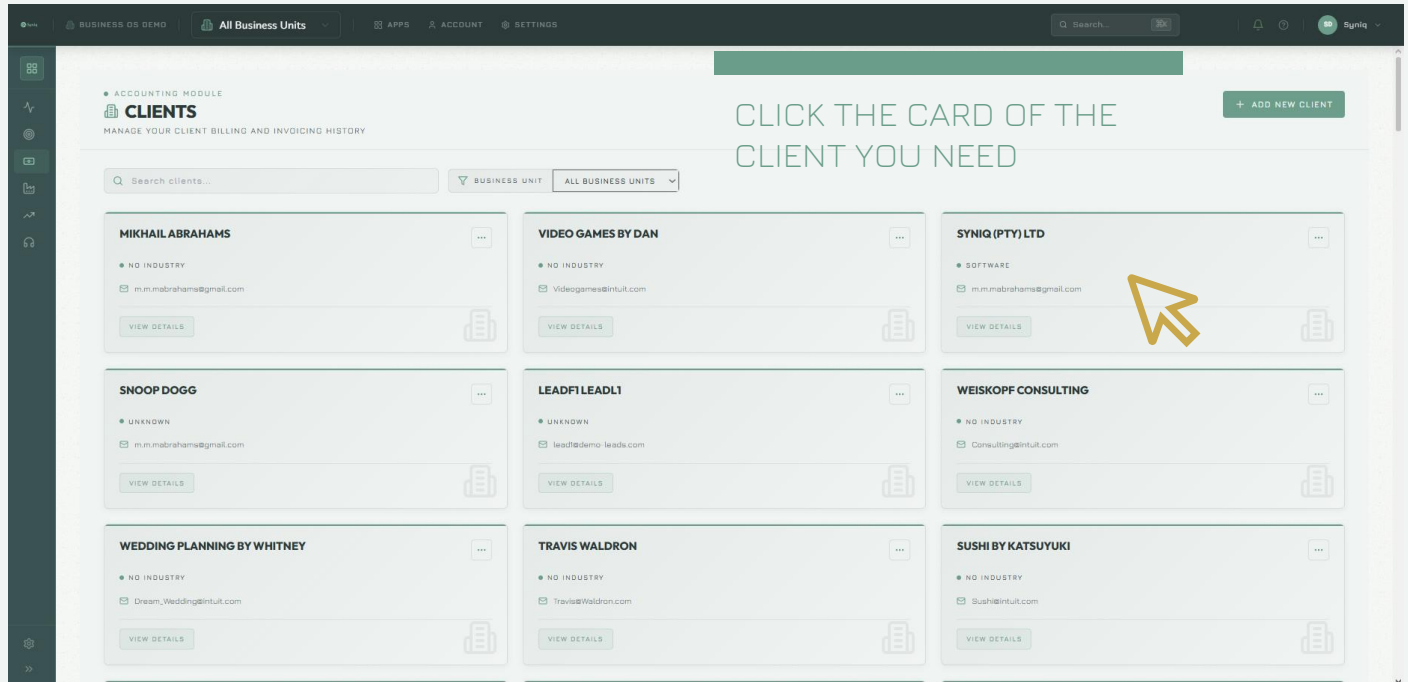 Syniq
BUSINESS OS DEMO
All Business Units
APPS
ACCOUNT
SETTINGS
Search...
⌘K
SD
Syniq
ACCOUNTING MODULE
CLIENTS
MANAGE YOUR CLIENT BILLING AND INVOICING HISTORY
CLICK THE CARD OF THE
CLIENT YOU NEED
+ ADD NEW CLIENT
Search clients...
BUSINESS UNIT
ALL BUSINESS UNITS
MIKHAIL ABRAHAMS
...
NO INDUSTRY
m.m.mabrahams@gmail.com
VIEW DETAILS
VIDEO GAMES BY DAN
...
NO INDUSTRY
Videogames@intuit.com
VIEW DETAILS
SYNIQ (PTY) LTD
...
SOFTWARE
m.m.mabrahams@gmail.com
VIEW DETAILS
SNOOP DOGG
...
UNKNOWN
m.m.mabrahams@gmail.com
VIEW DETAILS
LEADF1 LEADL1
...
UNKNOWN
lead1@demo-leads.com
VIEW DETAILS
WEISKOPF CONSULTING
...
NO INDUSTRY
Consulting@intuit.com
VIEW DETAILS
WEDDING PLANNING BY WHITNEY
...
NO INDUSTRY
Dream_Wedding@intuit.com
VIEW DETAILS
TRAVIS WALDRON
...
NO INDUSTRY
Travis@Waldron.com
VIEW DETAILS
SUSHI BY KATSUYUKI
...
NO INDUSTRY
Sushi@intuit.com
VIEW DETAILS